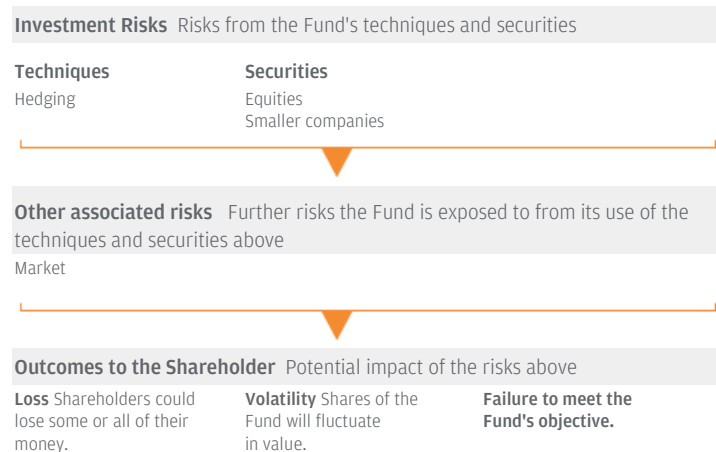 Investment Risks Risks from the Fund's techniques and securities
Techniques
Hedging
Securities
Equities
Smaller companies
Other associated risks Further risks the Fund is exposed to from its use of the
techniques and securities above
Market
Outcomes to the Shareholder Potential impact of the risks above
Loss Shareholders could
lose some or all of their
money.
Volatility Shares of the
Fund will fluctuate
in value.
Failure to meet the
Fund's objective.